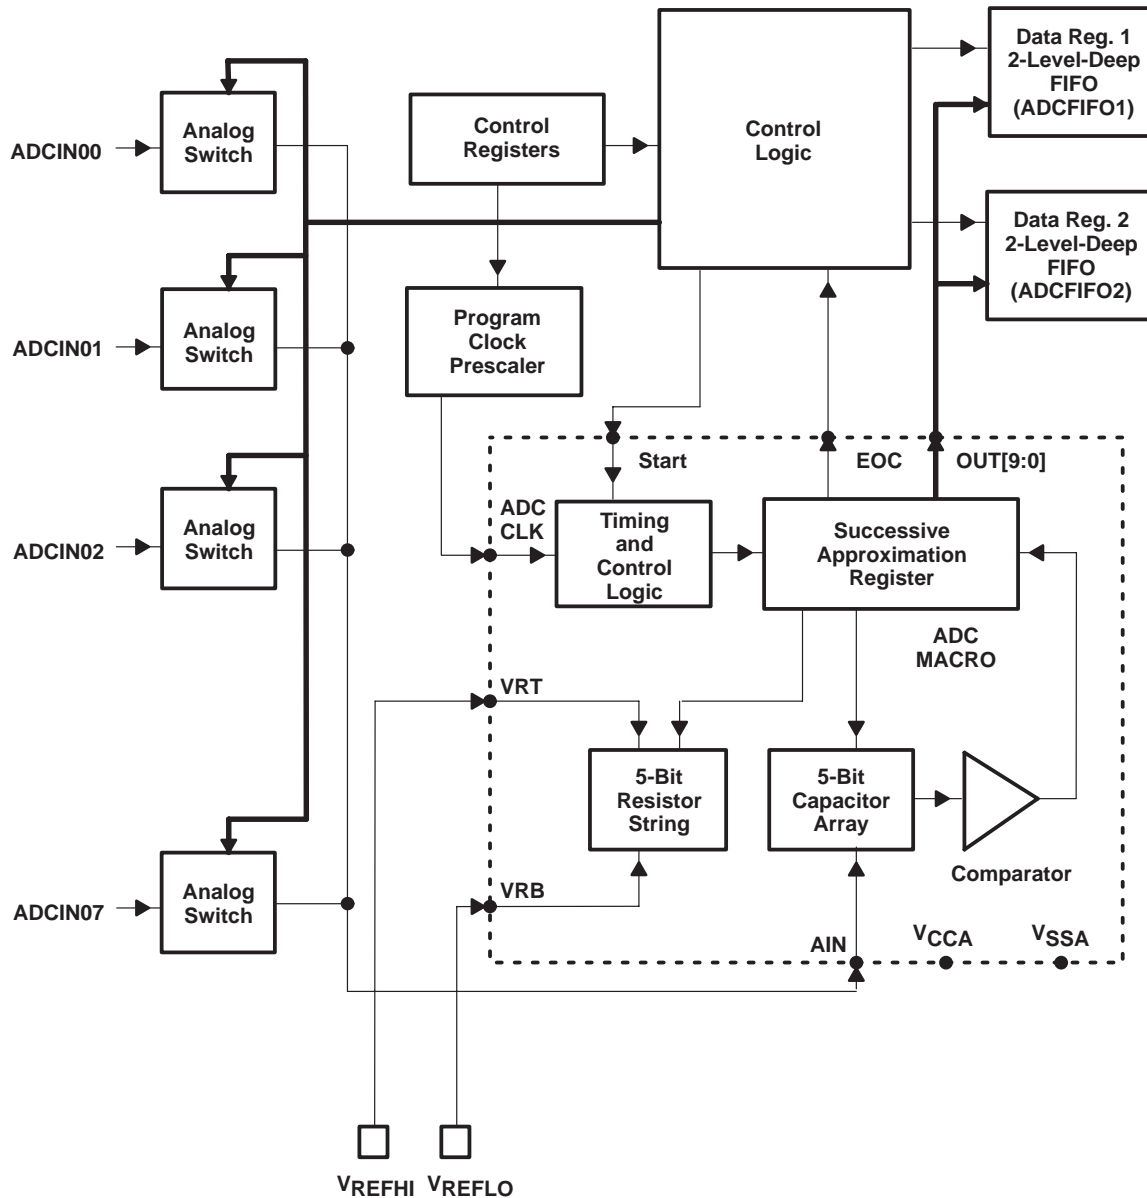 Data Reg. 1
2-Level-Deep
FIFO
(ADCFIFO1)
Control
Logic
Control
Registers
Analog
Switch
ADCIN00
Data Reg. 2
2-Level-Deep
FIFO
(ADCFIFO2)
Analog
Switch
ADCIN01
Program
Clock
Prescaler
Start
EOC
OUT[9:0]
Analog
Switch
ADCIN02
ADC
CLK
Timing
and
Control
Logic
Successive
Approximation
Register
ADC
MACRO
VRT
5-Bit
Resistor
String
5-Bit
Capacitor
Array
Comparator
Analog
Switch
ADCIN07
VRB
AIN
VCCA
VSSA
VREFHI
VREFLO